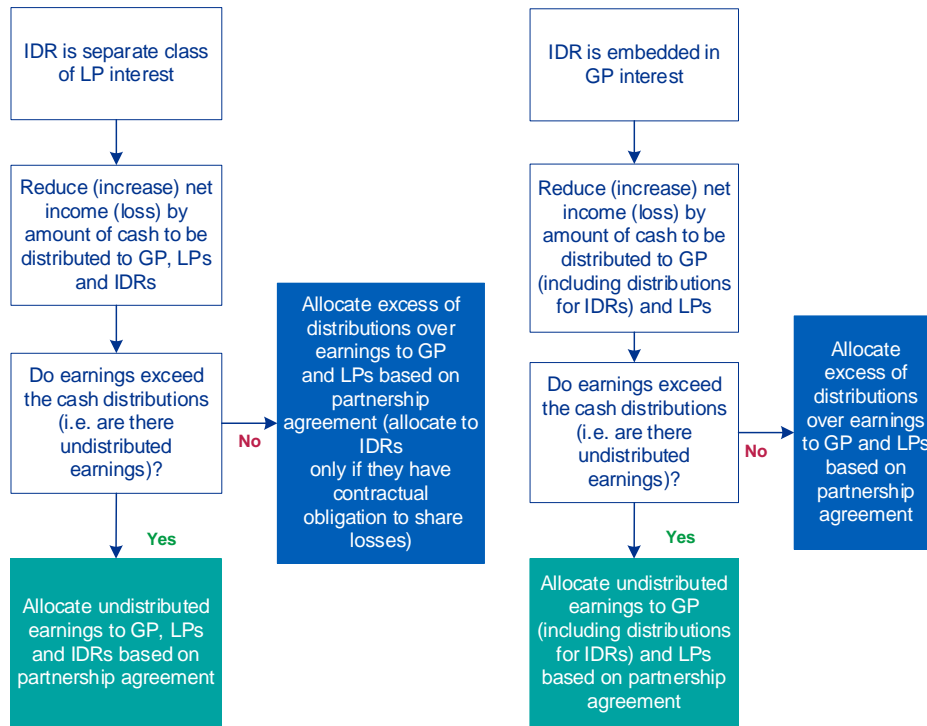 IDR is separate class
of LP interest
Reduce (increase) net
income (loss) by
amount of cash to be
distributed to GP, LPs
and IDRs
Do earnings exceed
the cash distributions
(i.e. are there
undistributed
earnings)?
No
Allocate excess of
distributions over
earnings to GP
and LPs based on
partnership
agreement (allocate to
IDRs
only if they have
contractual
obligation to share
losses)
Yes
Allocate undistributed
earnings to GP, LPs
and IDRs based on
partnership agreement
IDR is embedded in
GP interest
Reduce (increase) net
income (loss) by
amount of cash to be
distributed to GP
(including distributions
for IDRs) and LPs
Do earnings exceed
the cash distributions
(i.e. are there
undistributed
earnings)?
No
Allocate
excess of
distributions
over earnings
to GP and LPs
based on
partnership
agreement
Yes
Allocate undistributed
earnings to GP
(including distributions
for IDRs) and LPs
based on partnership
agreement